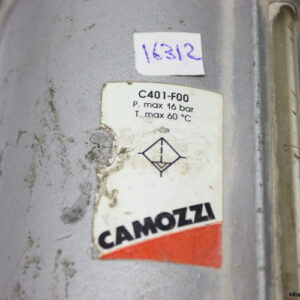 16312
C401-F00
P. max 16 bar
T. max 60 °C
CAMOZZI